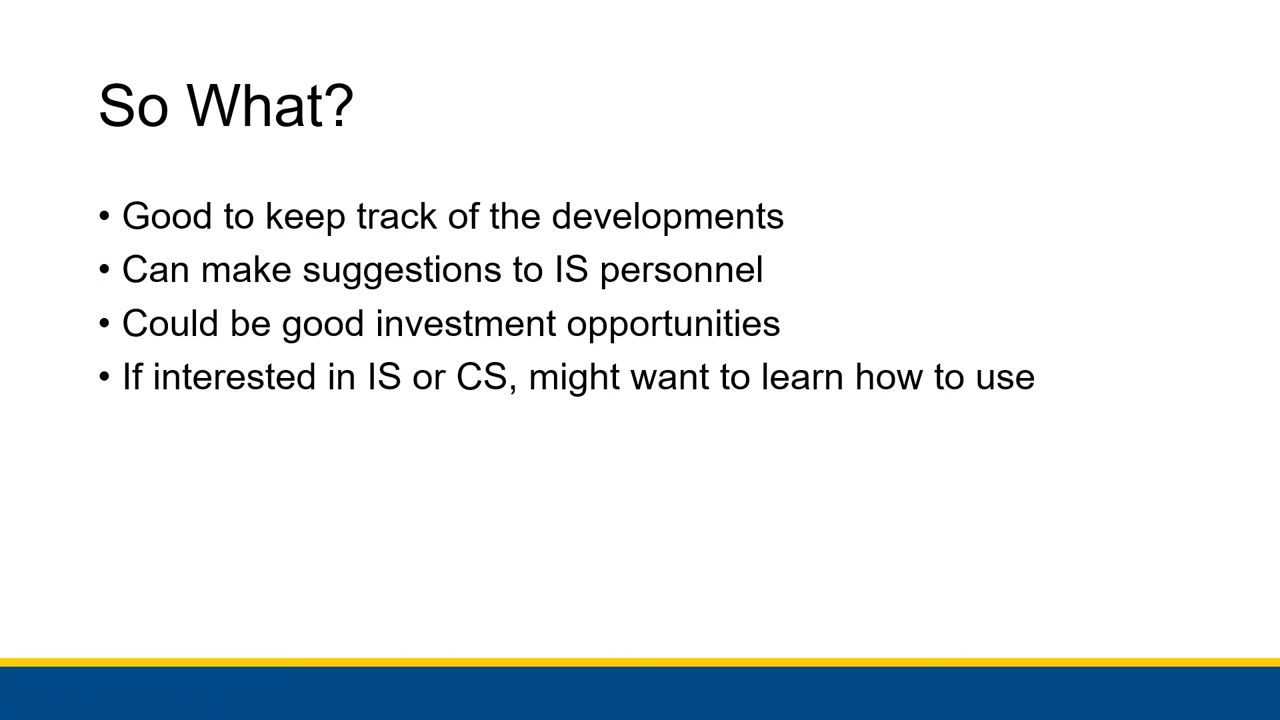 So What?
• Good to keep track of the developments
• Can make suggestions to IS personnel
• Could be good investment opportunities
• If interested in IS or CS, might want to learn how to use